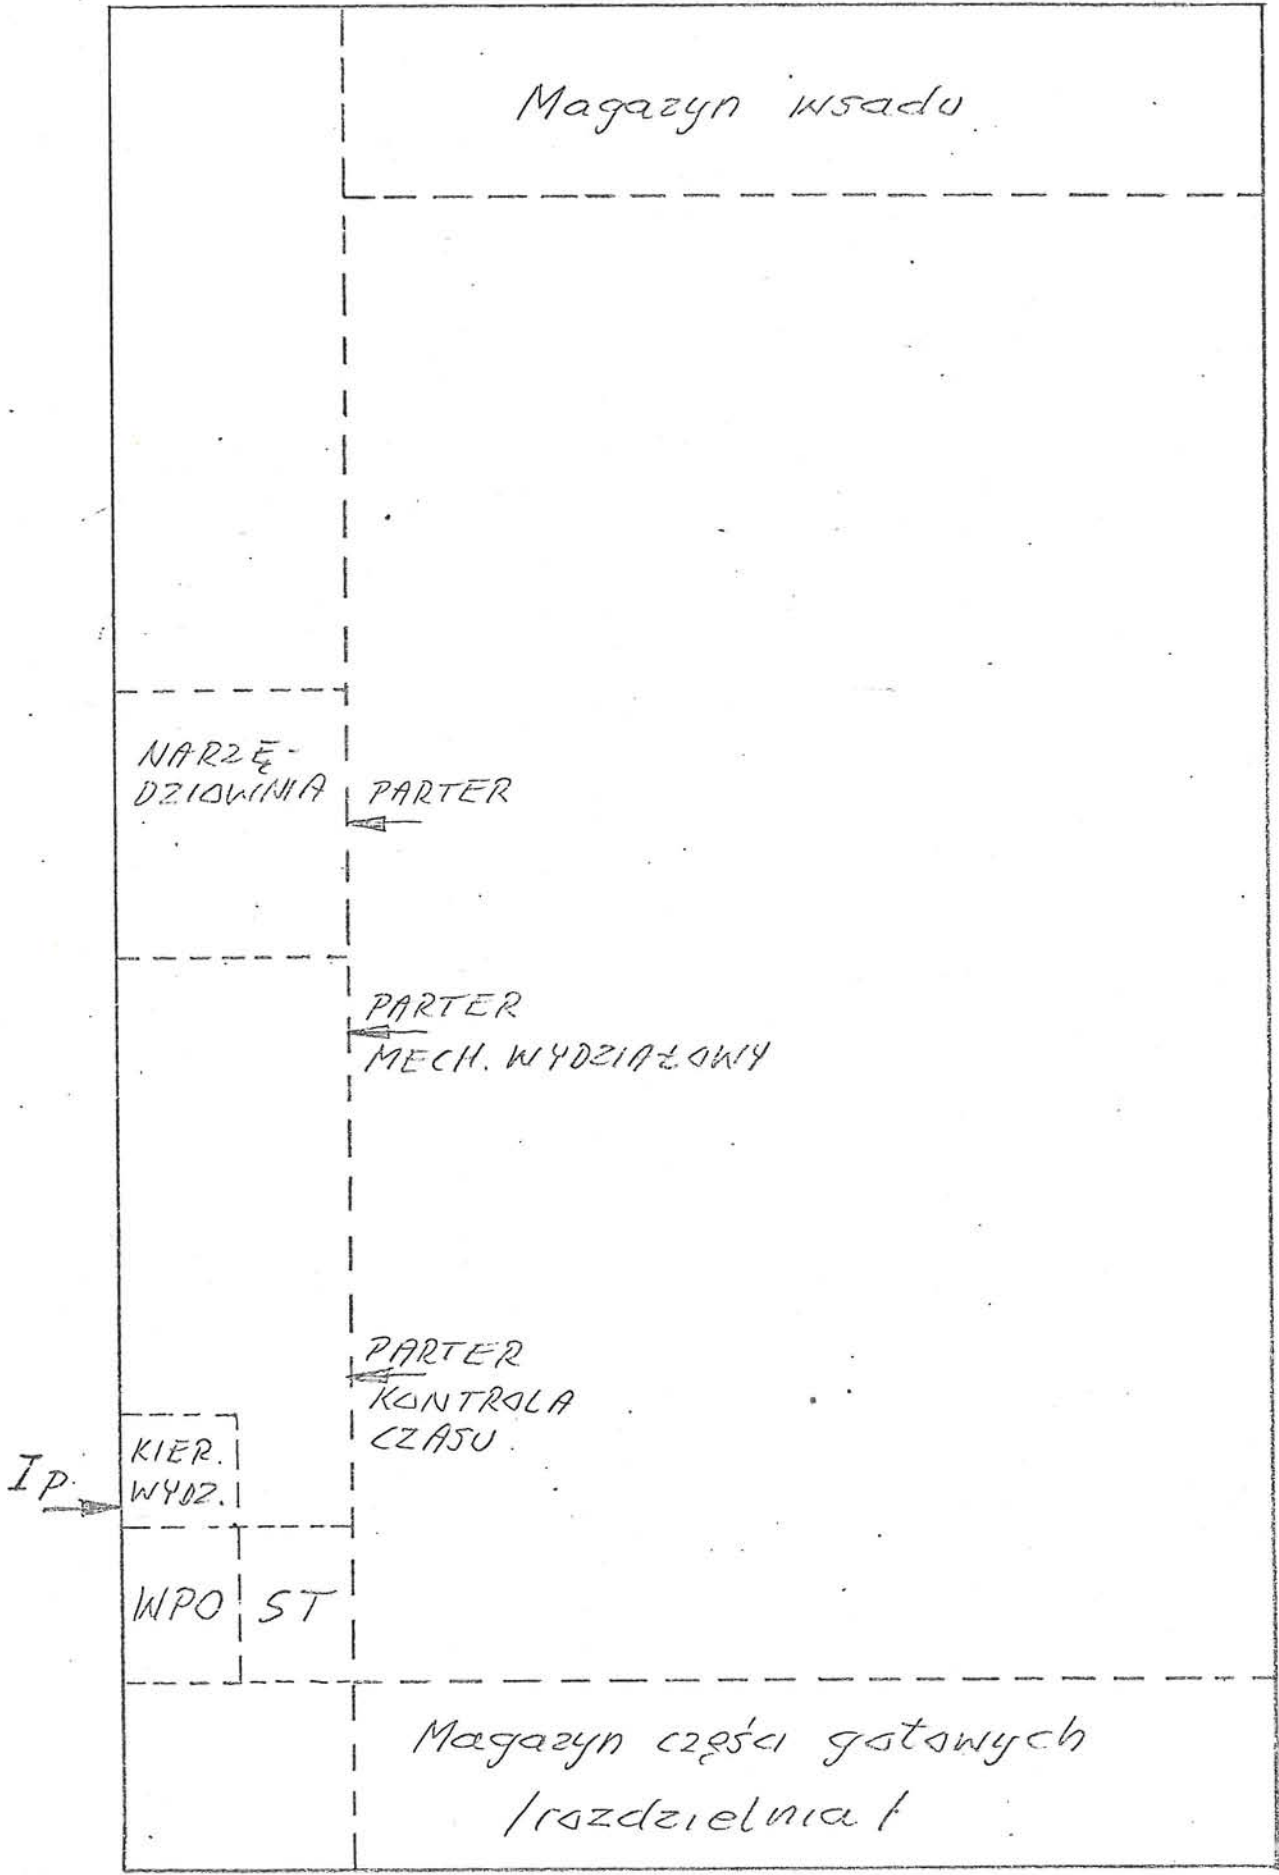 Magazyn wsadu
NARZĘ-
DZIOWNIA
PARTER
PARTER
MECH. WYDZIAŁOWY
PARTER
KONTROLA
CZASU.
KIER.
WYDZ.
I p.
WPO
ST
Magazyn części gotowych
/rozdzielnia/